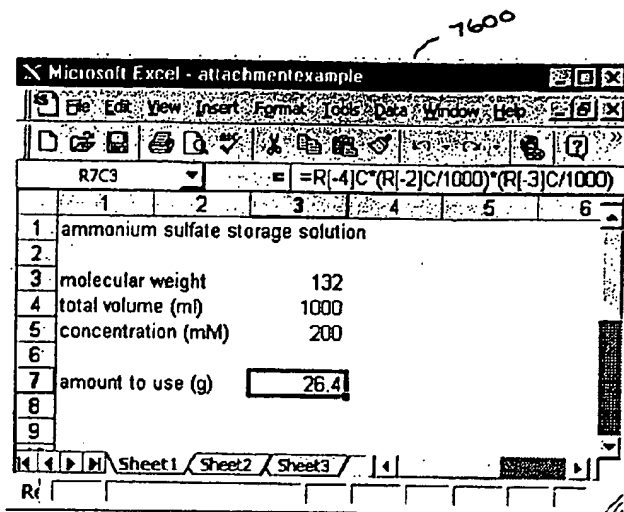 7600
Microsoft Excel - attachmentexample
File Edit View Insert Format Tools Data Window Help
R7C3 = =R[-4]C*(R[-2]C/1000)*(R[-3]C/1000)
1 2 3 4 5 6
1 ammonium sulfate storage solution
2
3 molecular weight 132
4 total volume (ml) 1000
5 concentration (mM) 200
6
7 amount to use (g) 26.4
8
9
Sheet1 Sheet2 Sheet3